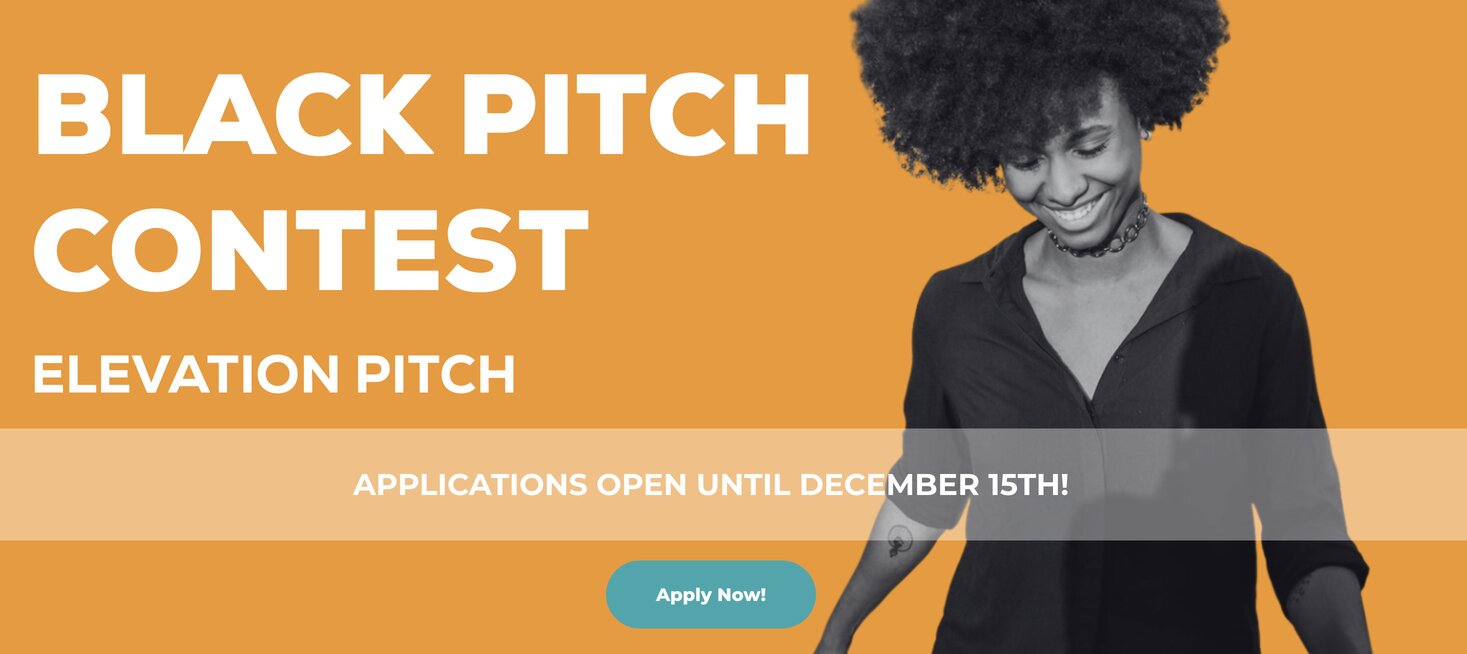 BLACK PITCH
CONTEST
ELEVATION PITCH
APPLICATIONS OPEN UNTIL DECEMBER 15TH!
Apply Now!